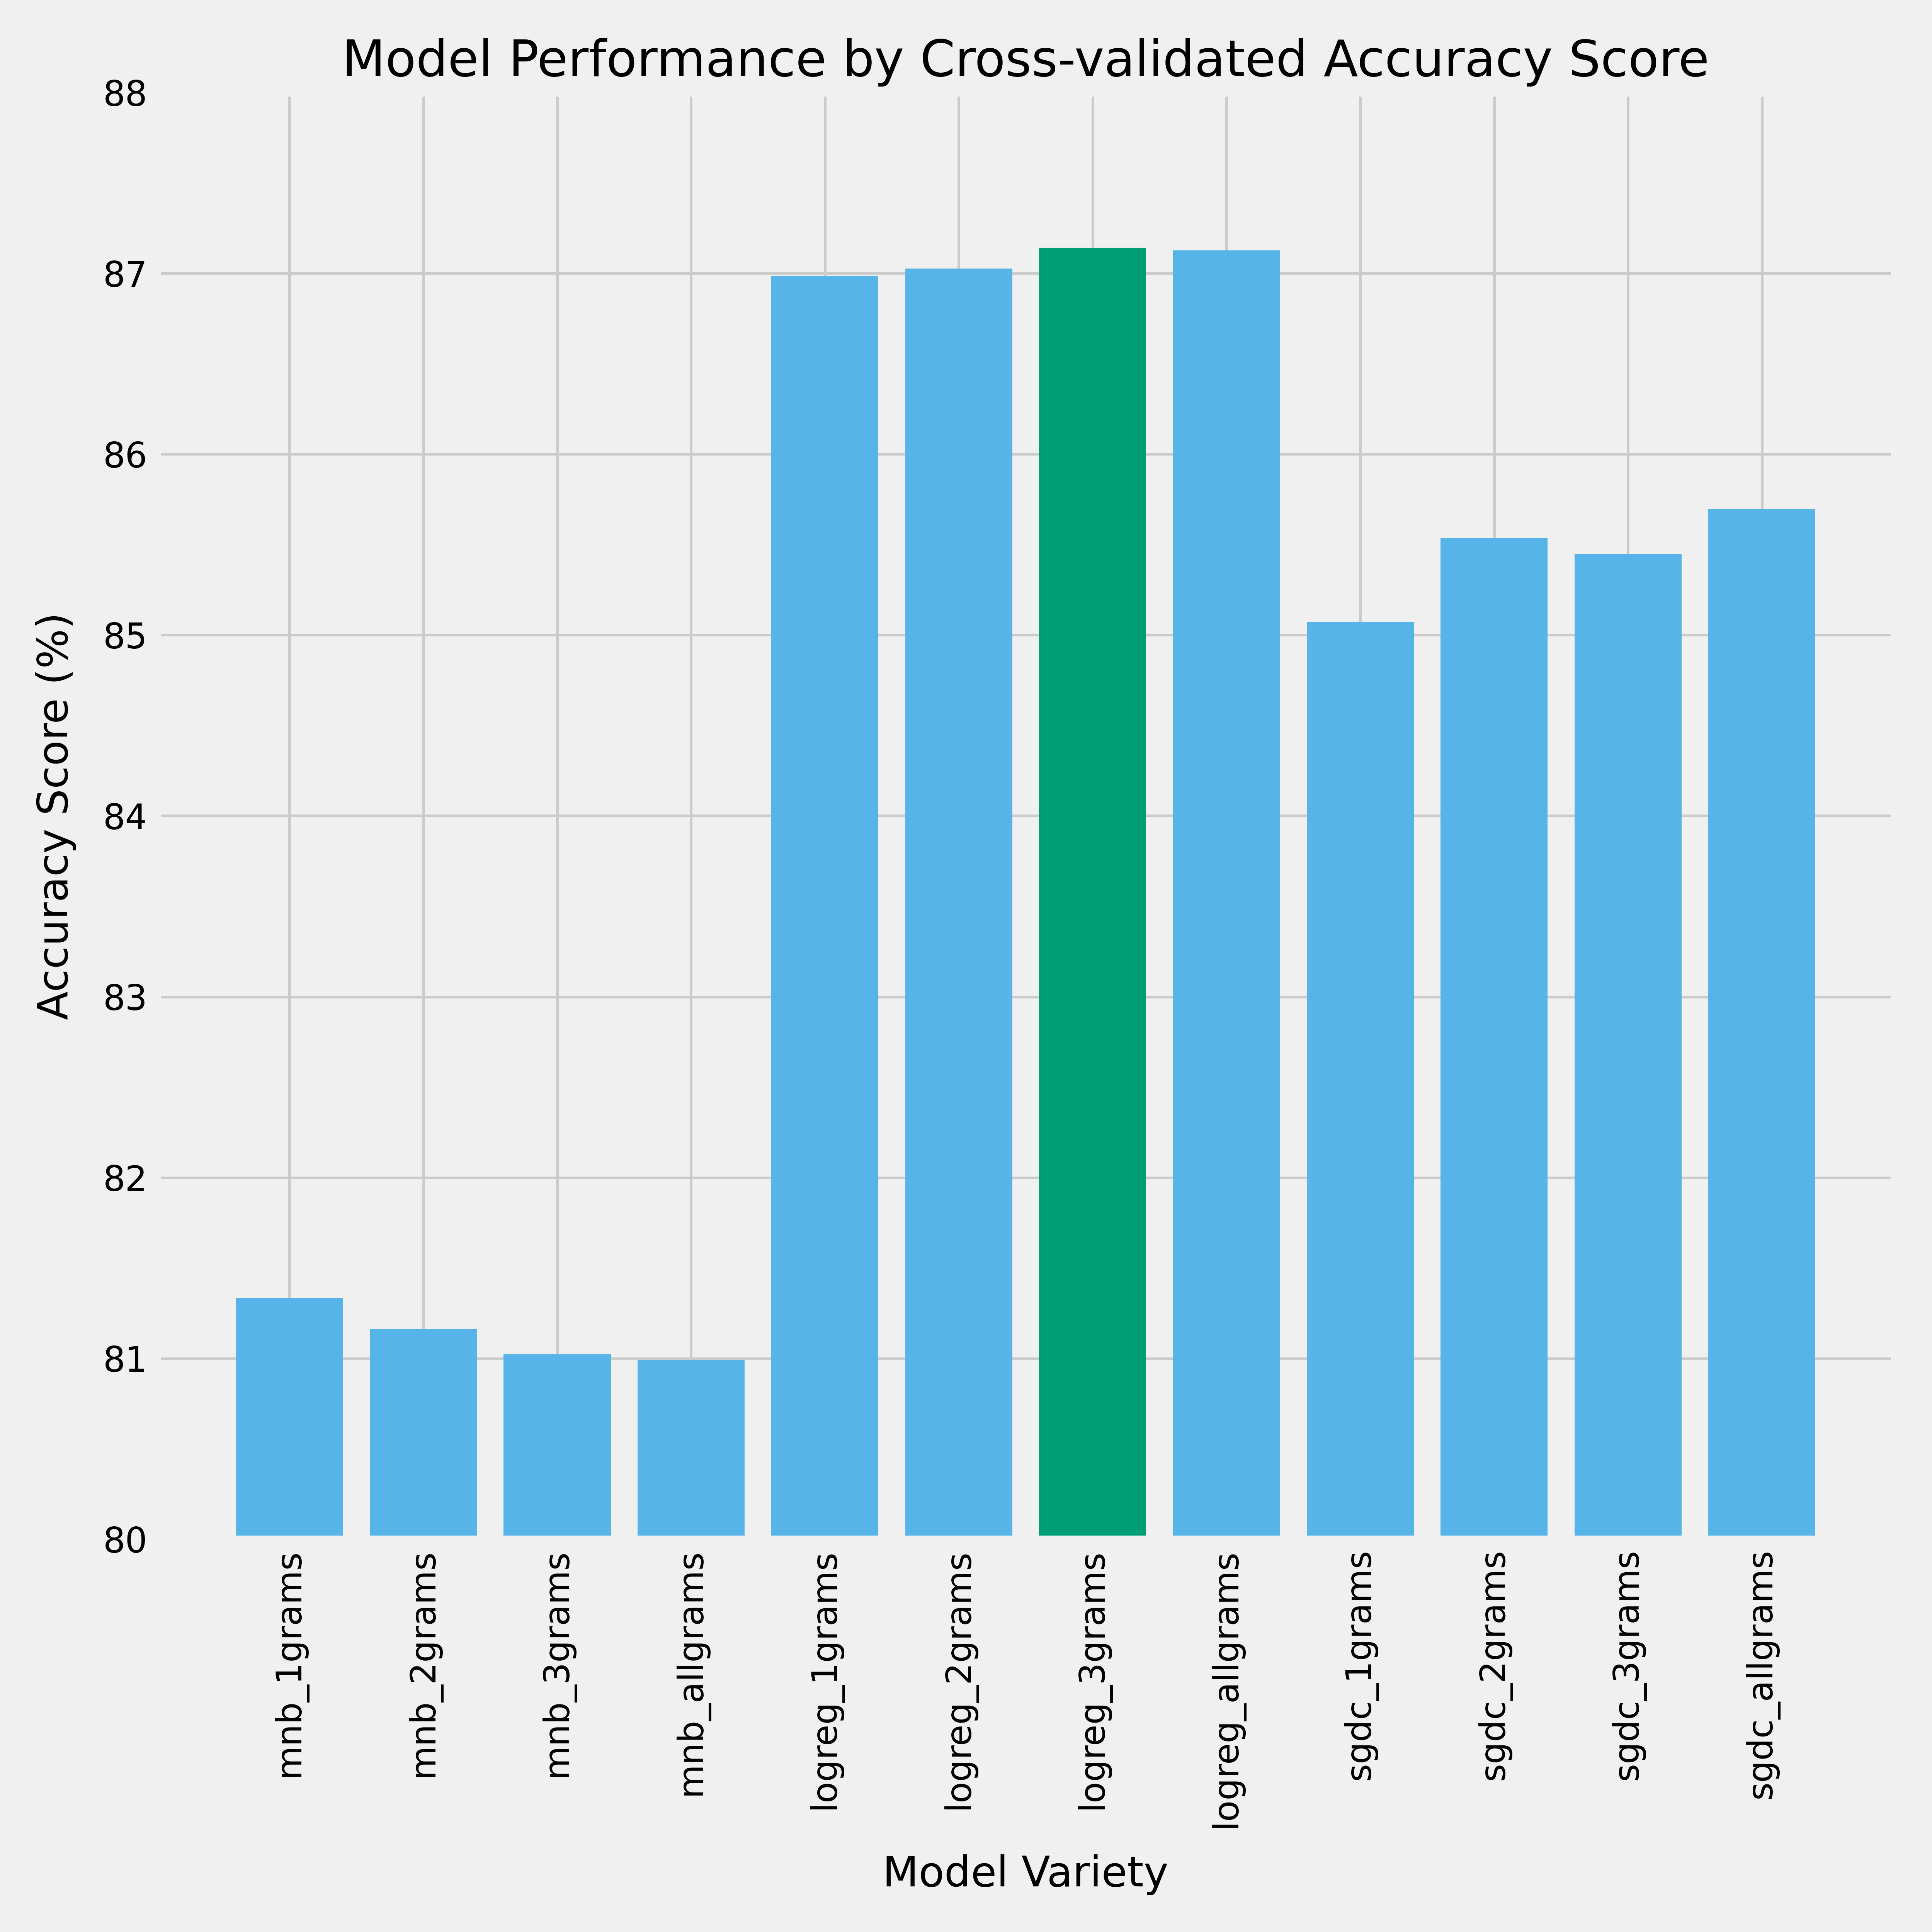 Model Performance by Cross-validated Accuracy Score
88
87
86
85
84
83
82
81
80
Accuracy Score (%)
mnb_1grams
mnb_2grams
mnb_3grams
mnb_allgrams
logreg_1grams
logreg_2grams
logreg_3grams
logreg_allgrams
sgdc_1grams
sgdc_2grams
sgdc_3grams
sgdc_allgrams
Model Variety